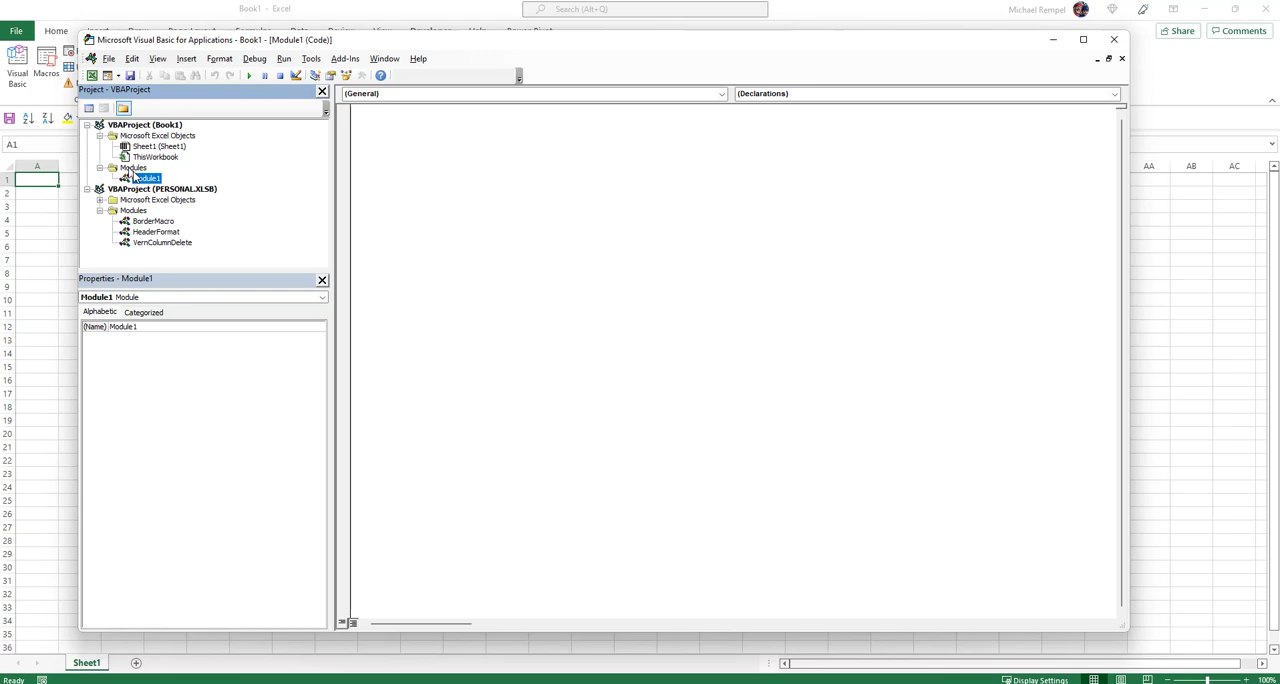 Book1 - Excel
Search (Alt+Q)
Michael Rempel
File
Home
Share
Comments
Visual
Basic
Macros
A1
Microsoft Visual Basic for Applications - Book1 - [Module1 (Code)]
File Edit View Insert Format Debug Run Tools Add-Ins Window Help
Project - VBAProject
(General)
(Declarations)
VBAProject (Book1)
Microsoft Excel Objects
Sheet1 (Sheet1)
ThisWorkbook
Modules
Module1
VBAProject (PERSONAL.XLSB)
Microsoft Excel Objects
Modules
BorderMacro
HeaderFormat
VernColumnDelete
Properties - Module1
Module1 Module
Alphabetic Categorized
(Name) Module1
A
AA AB AC
1
2
3
4
5
6
7
8
9
10
11
12
13
14
15
16
17
18
19
20
21
22
23
24
25
26
27
28
29
30
31
32
33
34
35
36
Sheet1
Ready
Display Settings
100%